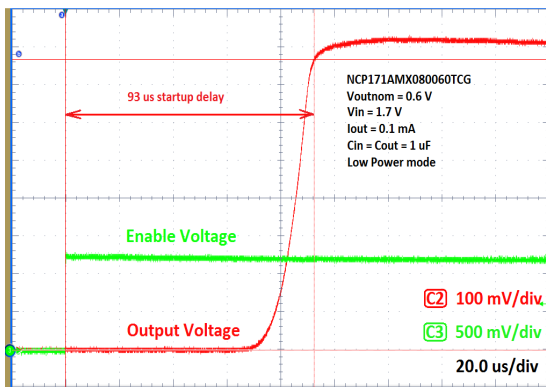 93 us startup delay
NCP171AMX080060TCG
Voutnom = 0.6 V
Vin = 1.7 V
Iout = 0.1 mA
Cin = Cout = 1 uF
Low Power mode
Enable Voltage
Output Voltage
C2 100 mV/div
C3 500 mV/div
20.0 us/div